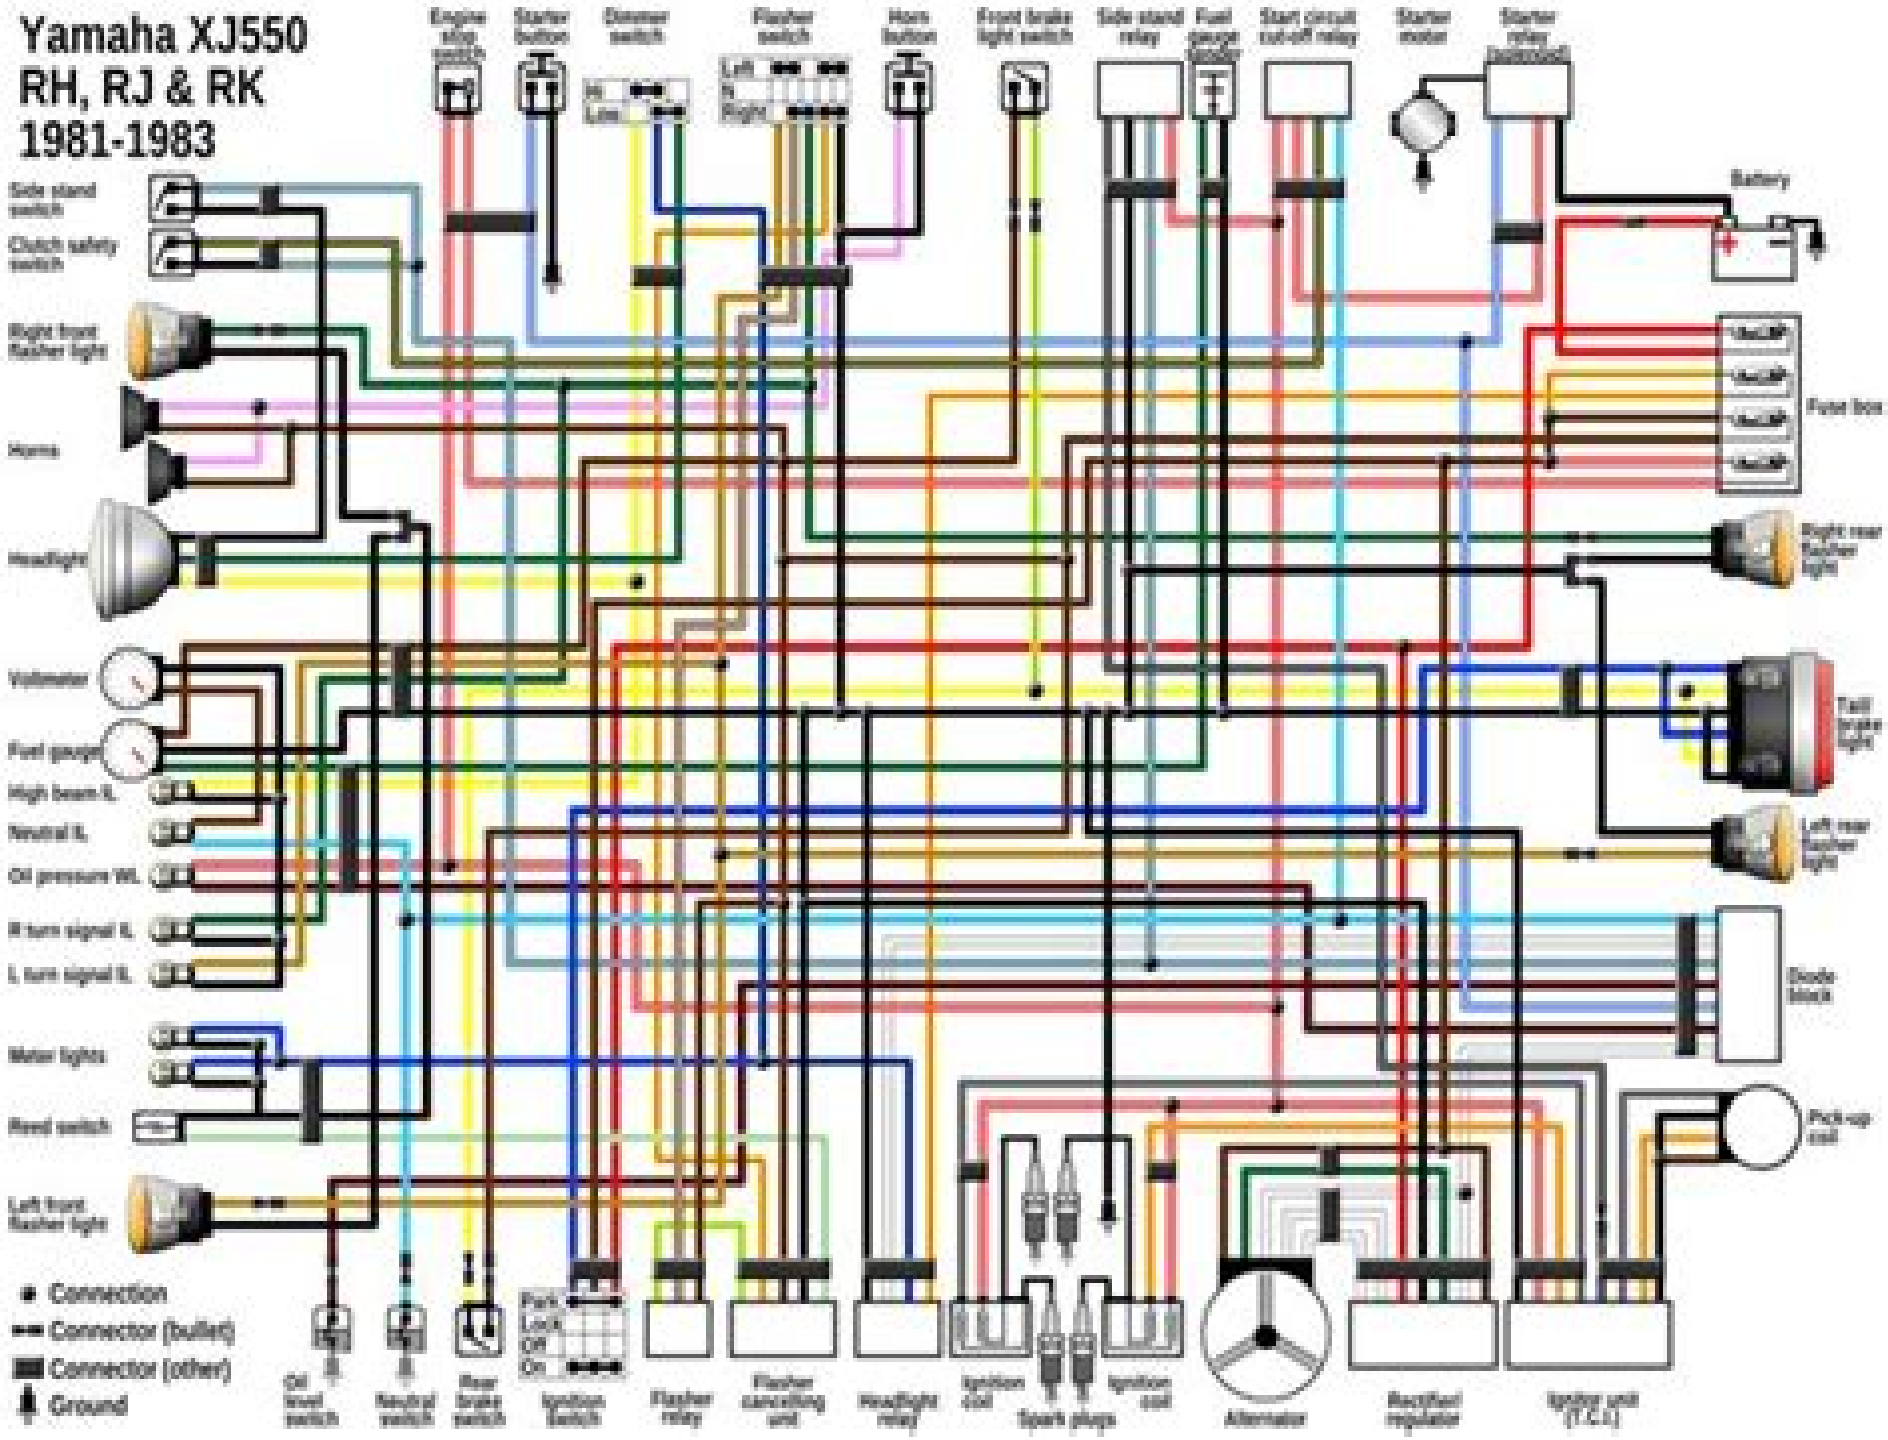 Yamaha XJ550
RH, RJ & RK
1981-1983
Engine
stop
switch
Starter
button
Dimmer
switch
Flasher
switch
Horn
button
Front brake
light switch
Side stand
relay
Fuel
gauge
sender
Start circuit
cut-off relay
Starter
motor
Starter
relay
(solenoid)
Hi
Low
Left
N
Right
Battery
Side stand
switch
Clutch safety
switch
Right front
flasher light
Horns
Headlight
Voltmeter
Fuel gauge
High beam IL
Neutral IL
Oil pressure WL
R turn signal IL
L turn signal IL
Meter lights
Reed switch
Left front
flasher light
Fuse box
Right rear
flasher
light
Tail/
brake
light
Left rear
flasher
light
Diode
block
Pick-up
coil
Connection
Connector (bullet)
Connector (other)
Ground
Oil
level
switch
Neutral
switch
Rear
brake
switch
Park
Lock
Off
On
Ignition
switch
Flasher
relay
Flasher
cancelling
unit
Headlight
relay
Ignition
coil
Spark plugs
Ignition
coil
Alternator
Rectifier/
regulator
Ignitor unit
(T.C.I.)